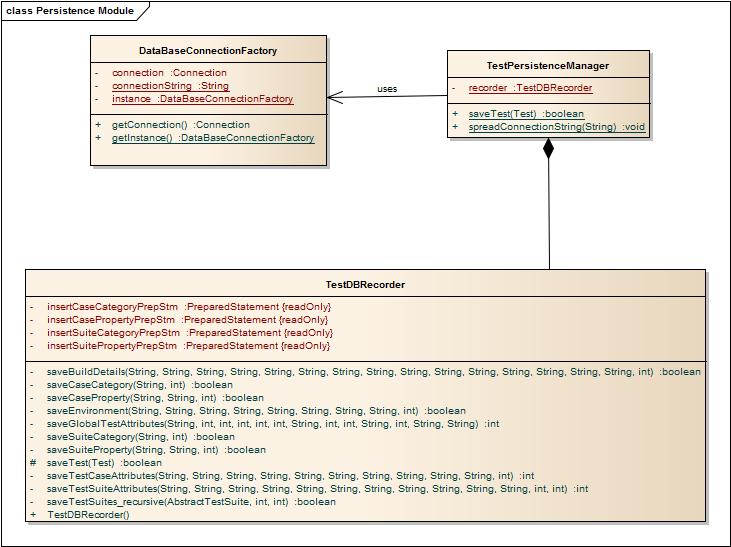 class Persistence Module
DataBaseConnectionFactory
- connection :Connection
- connectionString :String
- instance :DataBaseConnectionFactory
+ getConnection() :Connection
+ getInstance() :DataBaseConnectionFactory
uses
TestPersistenceManager
- recorder :TestDBRecorder
+ saveTest(Test) :boolean
+ spreadConnectionString(String) :void
TestDBRecorder
- insertCaseCategoryPrepStm :PreparedStatement {readOnly}
- insertCasePropertyPrepStm :PreparedStatement {readOnly}
- insertSuiteCategoryPrepStm :PreparedStatement {readOnly}
- insertSuitePropertyPrepStm :PreparedStatement {readOnly}
- saveBuildDetails(String, String, String, String, String, String, String, String, String, String, String, String, String, String, String, int) :boolean
- saveCaseCategory(String, int) :boolean
- saveCaseProperty(String, String, int) :boolean
- saveEnvironment(String, String, String, String, String, String, String, String, int) :boolean
- saveGlobalTestAttributes(String, int, int, int, int, int, String, int, int, String, int, String, String) :int
- saveSuiteCategory(String, int) :boolean
- saveSuiteProperty(String, String, int) :boolean
# saveTest(Test) :boolean
- saveTestCaseAttributes(String, String, String, String, String, String, String, String, String, int) :int
- saveTestSuiteAttributes(String, String, String, String, String, String, String, String, String, String, String, int, int) :int
- saveTestSuites_recursive(AbstractTestSuite, int, int) :boolean
+ TestDBRecorder()